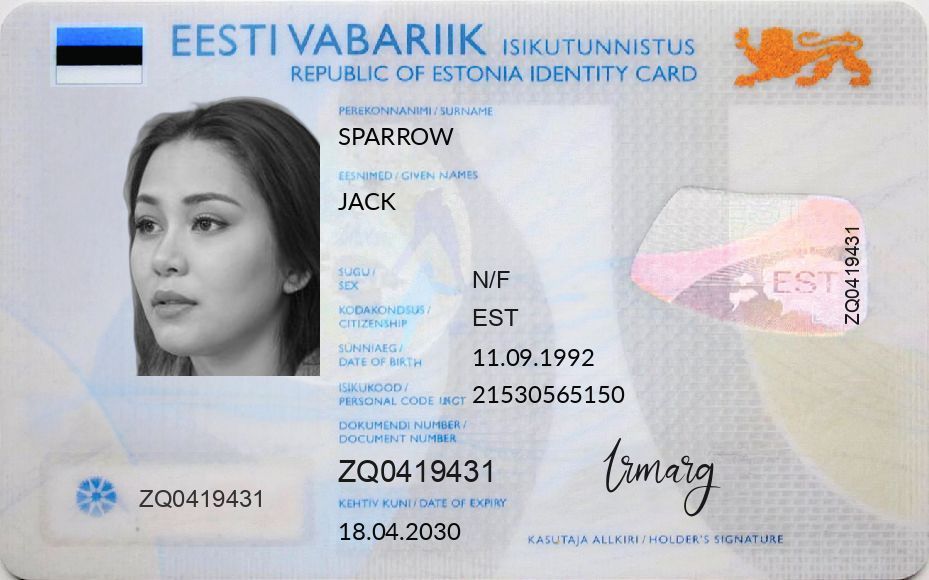 EESTI VABARIIK ISIKUTUNNISTUS
REPUBLIC OF ESTONIA IDENTITY CARD
PEREKONNANIMI / SURNAME
SPARROW
EESNIMED / GIVEN NAMES
JACK
SUGU /
SEX
N/F
KODAKONDSUS /
CITIZENSHIP
EST
SÜNNIAEG /
DATE OF BIRTH
11.09.1992
ISIKUKOOD /
PERSONAL CODE
21530565150
DOKUMENDI NUMBER /
DOCUMENT NUMBER
ZQ0419431
KEHTIV KUNI / DATE OF EXPIRY
18.04.2030
ZQ0419431
EST
ZQ0419431
KASUTAJA ALLKIRI / HOLDER'S SIGNATURE